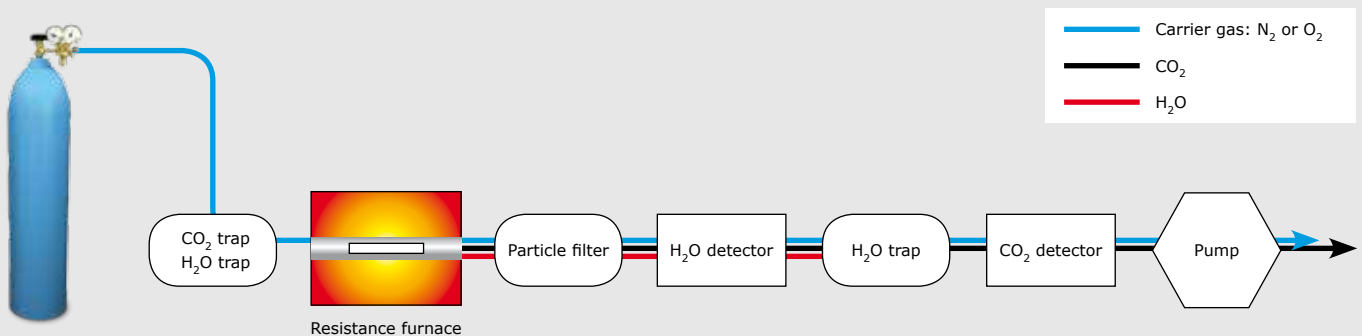 Carrier gas: N₂ or O₂
CO₂
H₂O
CO₂ trap
H₂O trap
Resistance furnace
Particle filter
H₂O detector
H₂O trap
CO₂ detector
Pump